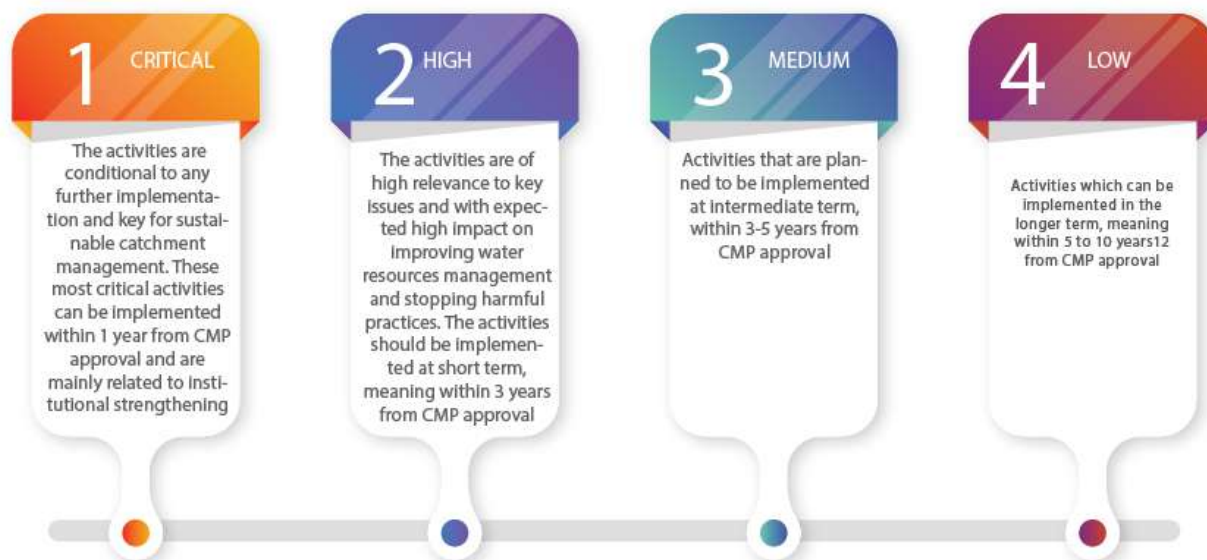 1 CRITICAL
The activities are
conditional to any
further implementa-
tion and key for sustai-
nable catchment
management. These
most critical activities
can be implemented
within 1 year from CMP
approval and are
mainly related to insti-
tutional strengthening
2 HIGH
The activities are of
high relevance to key
issues and with expec-
ted high impact on
improving water
resources management
and stopping harmful
practices. The activities
should be implemen-
ted at short term,
meaning within 3 years
from CMP approval
3 MEDIUM
Activities that are plan-
ned to be implemented
at intermediate term,
within 3-5 years from
CMP approval
4 LOW
Activities which can be
implemented in the
longer term, meaning
within 5 to 10 years12
from CMP approval